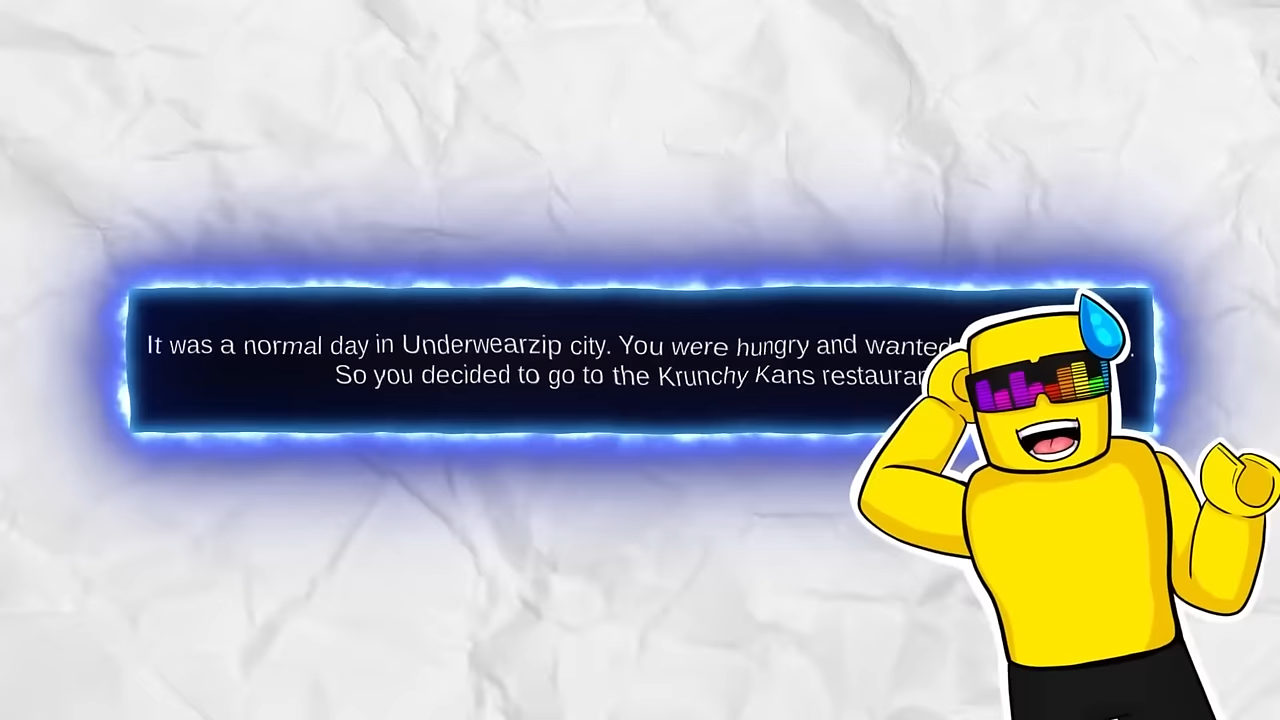 It was a normal day in Underwearzip city. You were hungry and wanted
So you decided to go to the Krunchy Kans